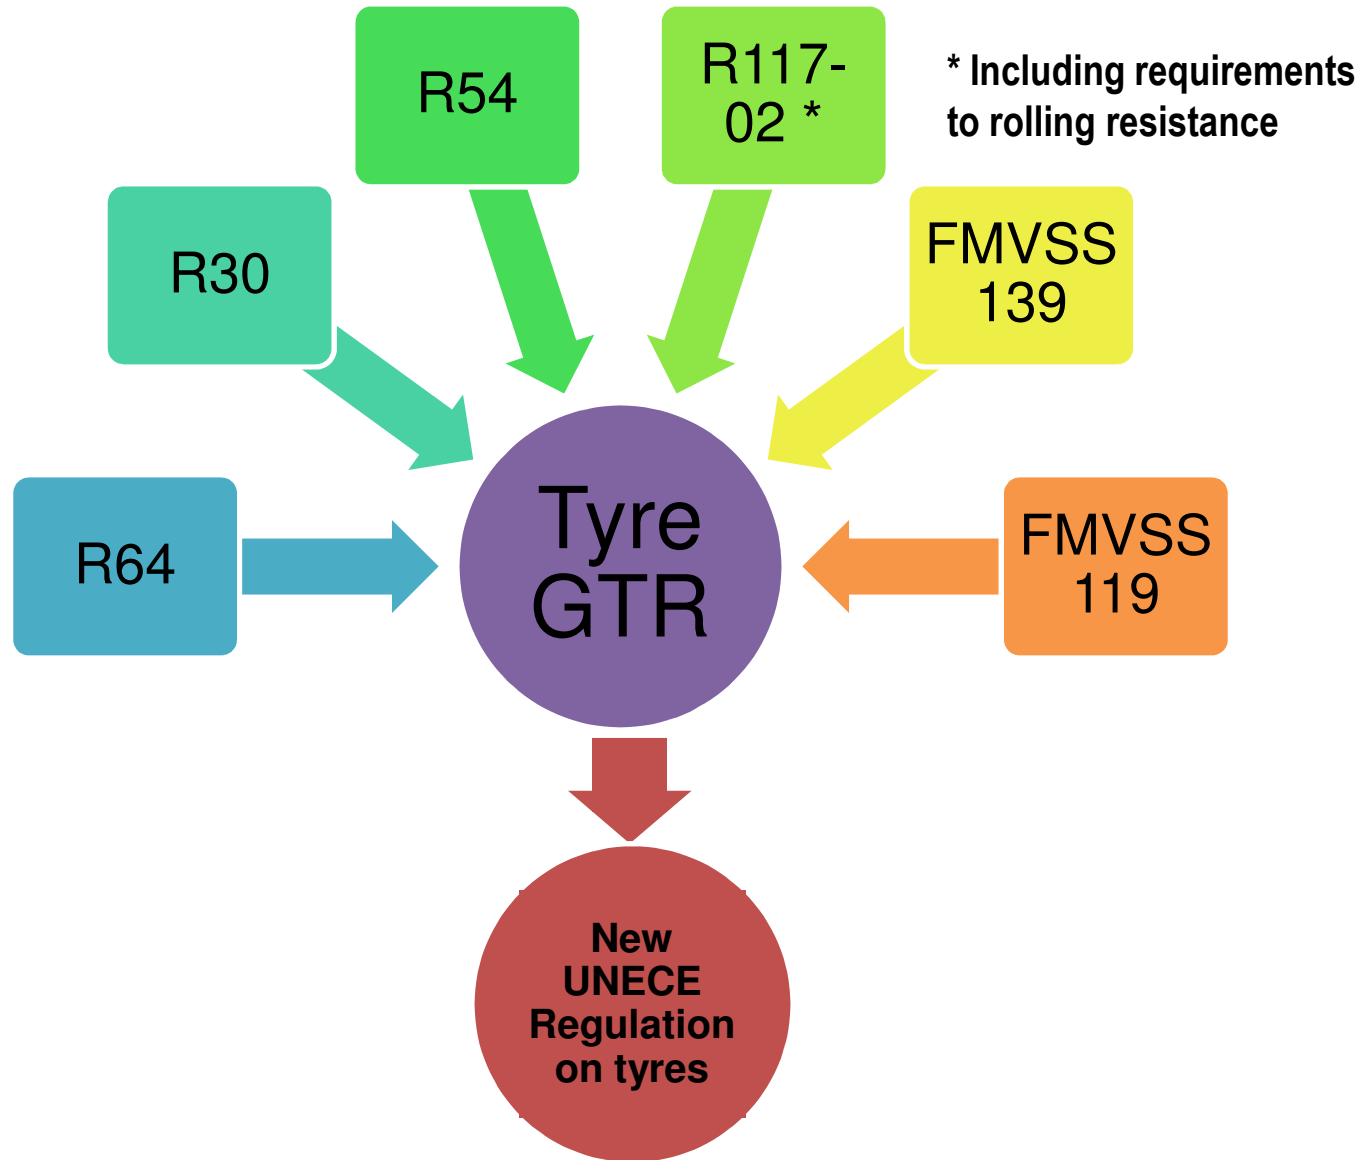 R54
R117-
02 *
* Including requirements
to rolling resistance
R30
FMVSS
139
R64
Tyre
GTR
FMVSS
119
New
UNECE
Regulation
on tyres